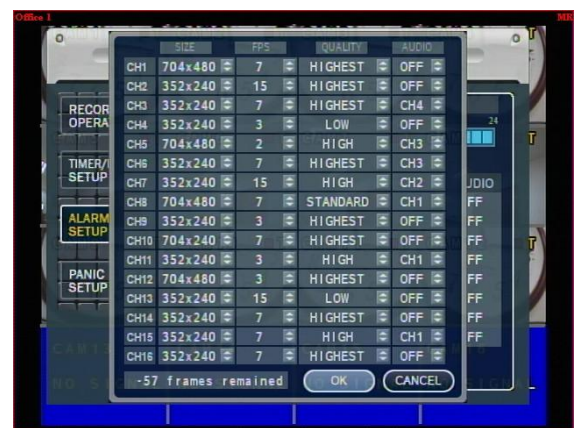 Office 1
SIZE FPS QUALITY AUDIO
CH1 704x480 7 HIGHEST OFF
CH2 352x240 15 HIGHEST OFF
CH3 352x240 7 HIGHEST CH4
CH4 352x240 3 LOW OFF
CH5 704x480 2 HIGH CH3
CH6 352x240 7 HIGHEST CH3
CH7 352x240 15 HIGH CH2
CH8 704x480 7 STANDARD CH1
CH9 352x240 3 HIGHEST OFF
CH10 704x240 7 HIGHEST OFF
CH11 352x240 3 HIGH CH1
CH12 704x480 3 HIGHEST OFF
CH13 352x240 15 LOW OFF
CH14 352x240 7 HIGHEST OFF
CH15 352x240 7 HIGH CH1
CH16 352x240 7 HIGHEST OFF
-57 frames remained OK CANCEL
RECOR
OPERA
TIMER/
SETUP
ALARM
SETUP
PANIC
SETUP
24
UDIO
FF
FF
FF
FF
FF
FF
FF
FF